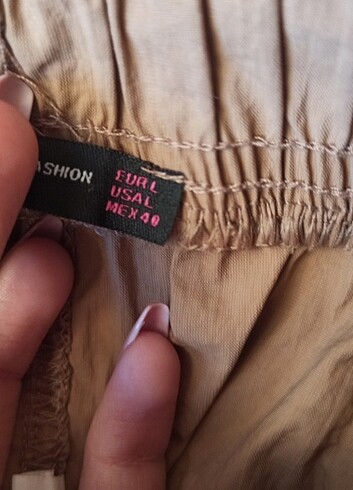 ASHION
EUR L
USA L
MEX 40